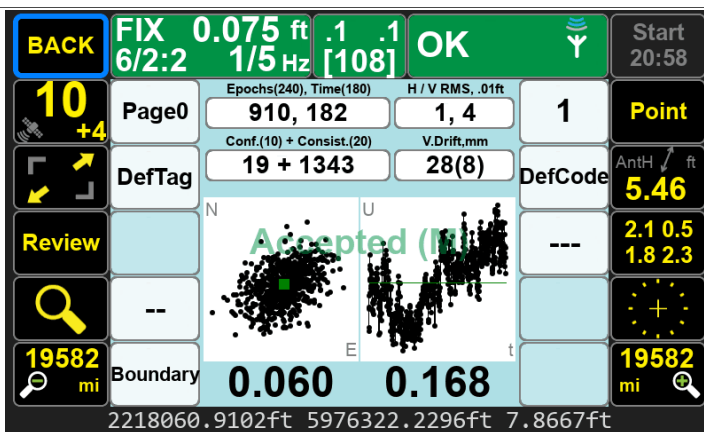 BACK
FIX 0.075 ft
6/2:2 1/5 Hz
.1 .1
[108]
OK
Start
20:58
10
+4
Page0
Epochs(240), Time(180)
910, 182
H / V RMS, .01ft
1, 4
1
Point
Conf.(10) + Consist.(20)
19 + 1343
V.Drift,mm
28(8)
DefTag
DefCode
AntH ft
5.46
Review
N
U
Accepted (M)
---
2.1 0.5
1.8 2.3
--
E
t
19582
mi
Boundary
0.060
0.168
19582
mi
2218060.9102ft 5976322.2296ft 7.8667ft